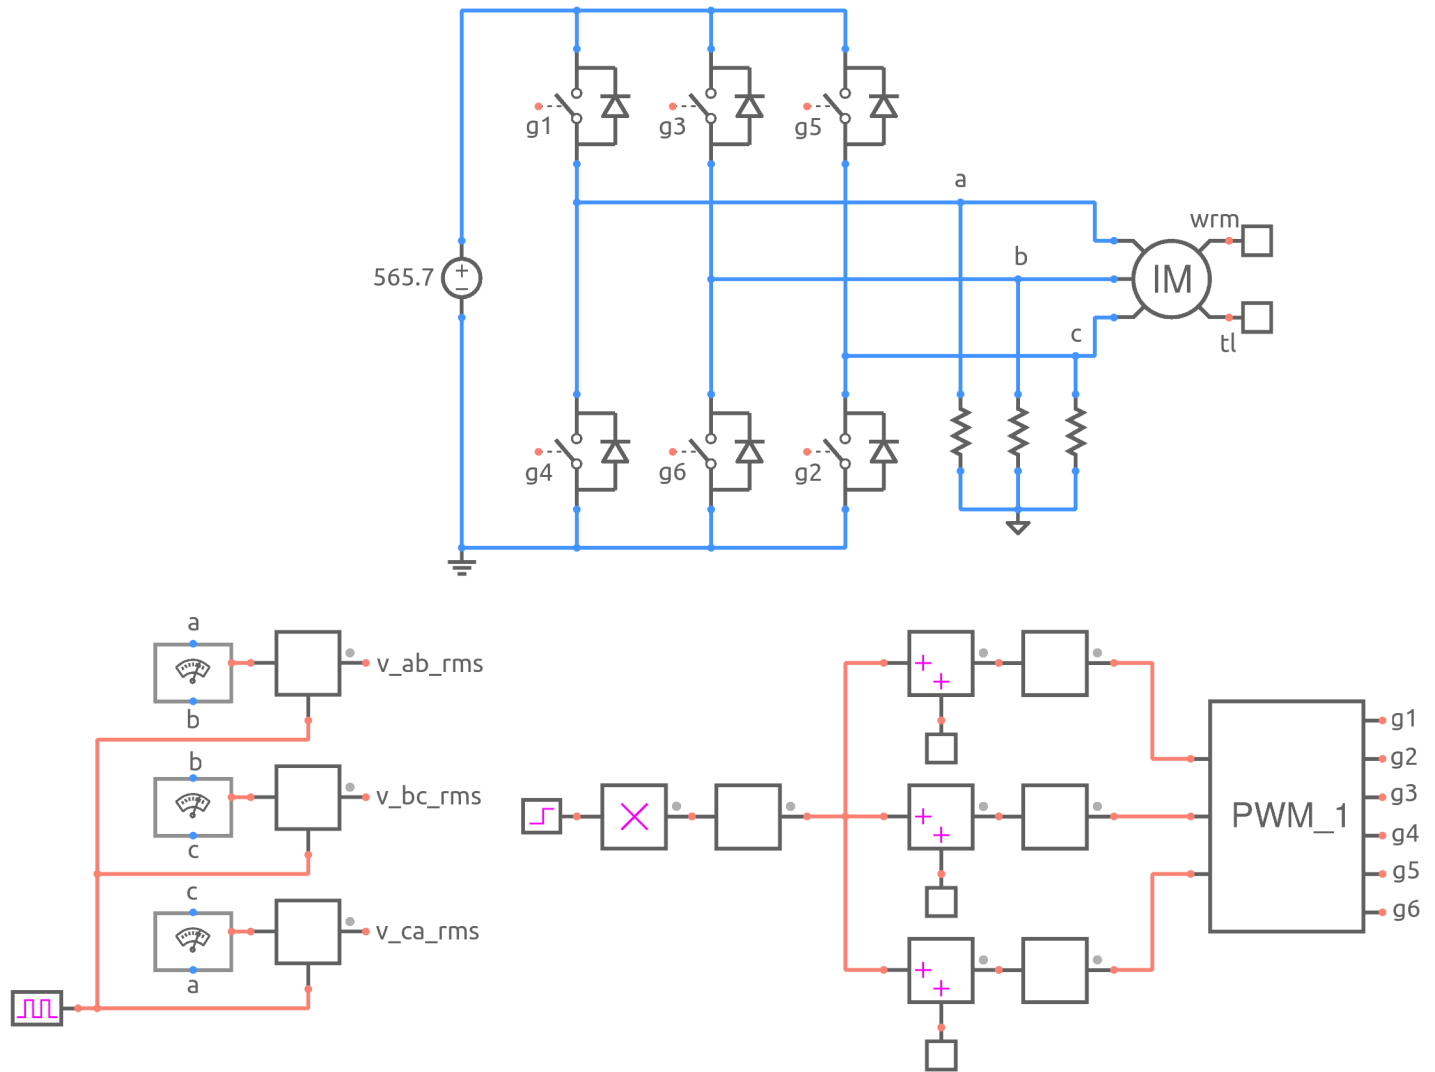 g1
g3
g5
a
wrm
b
565.7
IM
c
tl
g4
g6
g2
a
v_ab_rms
b
b
v_bc_rms
c
c
v_ca_rms
a
PWM_1
g1
g2
g3
g4
g5
g6